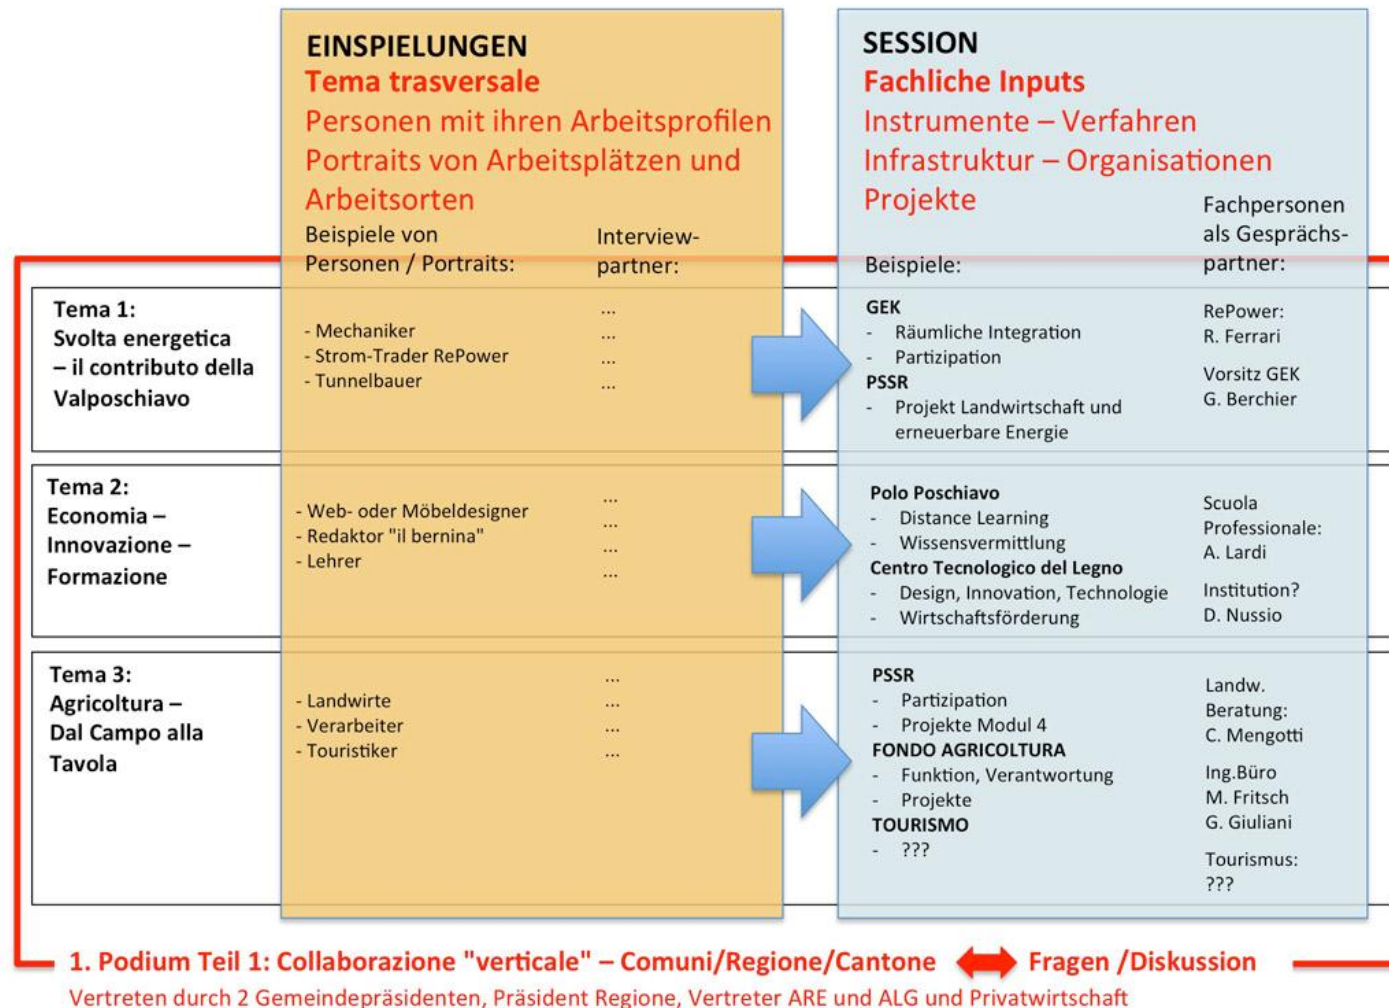 EINSPIELUNGEN
Tema trasversale
Personen mit ihren Arbeitsprofilen
Portraits von Arbeitsplätzen und
Arbeitsorten
Beispiele von
Personen / Portraits:
Interview-
partner:
SESSION
Fachliche Inputs
Instrumente – Verfahren
Infrastruktur – Organisationen
Projekte
Beispiele:
Fachpersonen
als Gesprächs-
partner:
Tema 1:
Svolta energetica
– il contributo della
Valposchiavo
- Mechaniker
- Strom-Trader RePower
- Tunnelbauer
...
...
...
...
GEK
- Räumliche Integration
- Partizipation
PSSR
- Projekt Landwirtschaft und
erneuerbare Energie
RePower:
R. Ferrari
Vorsitz GEK
G. Berchier
Tema 2:
Economia –
Innovazione –
Formazione
- Web- oder Möbeldesigner
- Redaktor "il bernina"
- Lehrer
...
...
...
...
Polo Poschiavo
- Distance Learning
- Wissensvermittlung
Centro Tecnologico del Legno
- Design, Innovation, Technologie
- Wirtschaftsförderung
Scuola
Professionale:
A. Lardi
Institution?
D. Nussio
Tema 3:
Agricoltura –
Dal Campo alla
Tavola
- Landwirte
- Verarbeiter
- Touristiker
...
...
...
...
PSSR
- Partizipation
- Projekte Modul 4
FONDO AGRICOLTURA
- Funktion, Verantwortung
- Projekte
TOURISMO
- ???
Landw.
Beratung:
C. Mengotti
Ing.Büro
M. Fritsch
G. Giuliani
Tourismus:
???
1. Podium Teil 1: Collaborazione "verticale" – Comuni/Regione/Cantone Fragen /Diskussion
Vertreten durch 2 Gemeindepräsidenten, Präsident Regione, Vertreter ARE und ALG und Privatwirtschaft